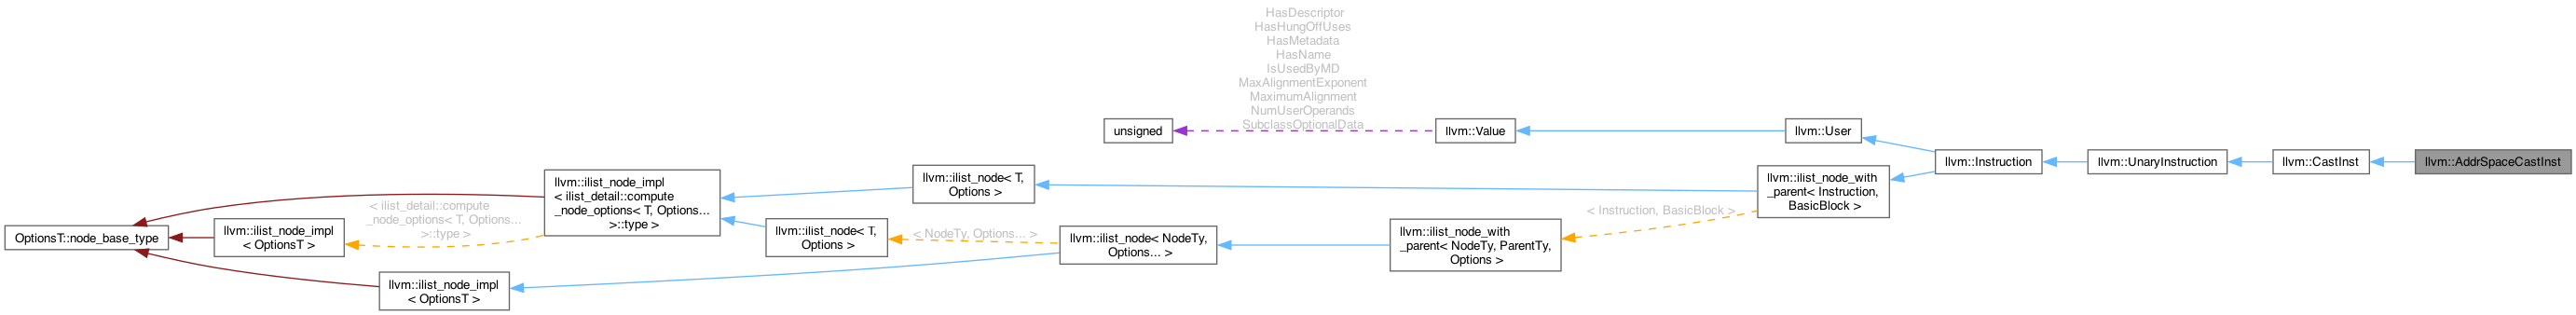 HasDescriptor
HasHungOffUses
HasMetadata
HasName
IsUsedByMD
MaxAlignmentExponent
MaximumAlignment
NumUserOperands
SubclassOptionalData
unsigned
llvm::Value
llvm::User
llvm::Instruction
llvm::UnaryInstruction
llvm::CastInst
llvm::AddrSpaceCastInst
llvm::ilist_node_impl
< ilist_detail::compute
_node_options< T, Options...
>::type >
llvm::ilist_node< T,
Options >
llvm::ilist_node_with
_parent< Instruction,
BasicBlock >
OptionsT::node_base_type
llvm::ilist_node_impl
< OptionsT >
< ilist_detail::compute
_node_options< T, Options...
>::type >
llvm::ilist_node< T,
Options >
< NodeTy, Options... >
llvm::ilist_node< NodeTy,
Options... >
llvm::ilist_node_with
_parent< NodeTy, ParentTy,
Options >
< Instruction, BasicBlock >
llvm::ilist_node_impl
< OptionsT >